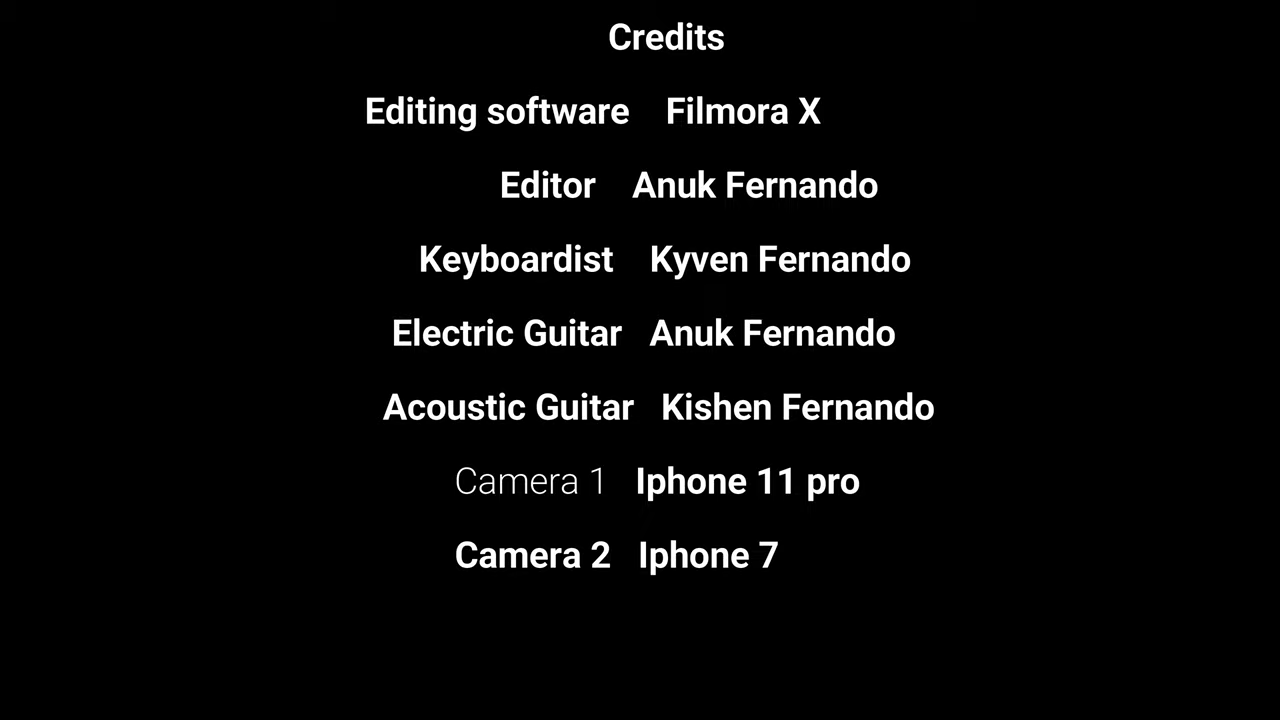 Credits
Editing software Filmora X
Editor Anuk Fernando
Keyboardist Kyven Fernando
Electric Guitar Anuk Fernando
Acoustic Guitar Kishen Fernando
Camera 1 Iphone 11 pro
Camera 2 Iphone 7